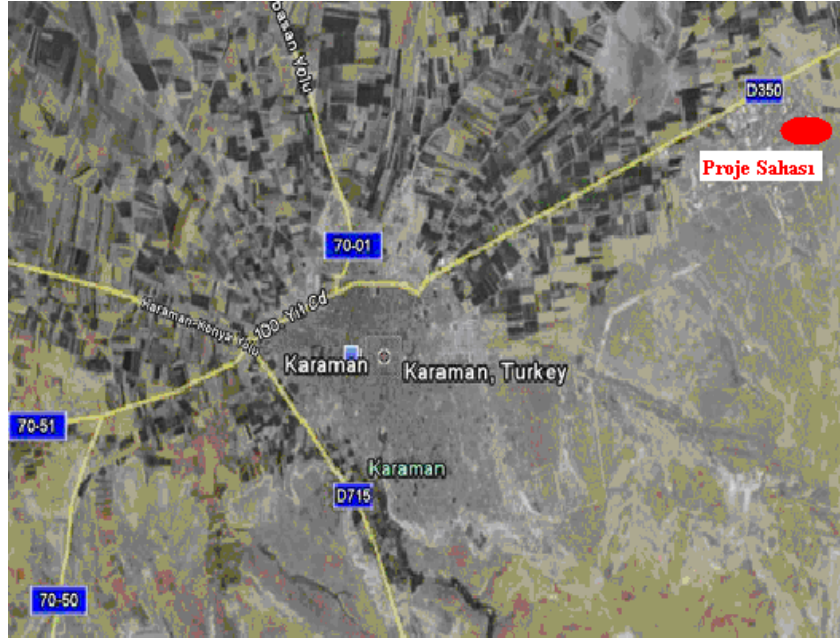 D350
Proje Sahası
70-01
100. Yıl Cd
Karaman-Konya Yolu
Karaman
Karaman, Turkey
70-51
Karaman
D715
70-50